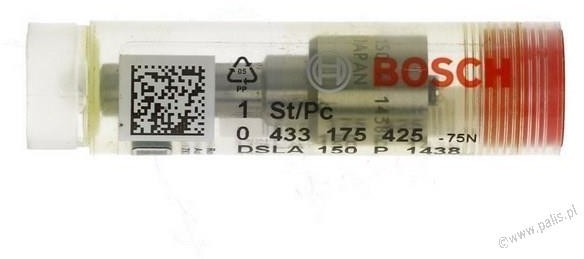 BOSCH
05
PP
1 St/Pc
0 433 175 425 -75N
DSLA 150 P 1438
JAPAN
©www.palis.pl